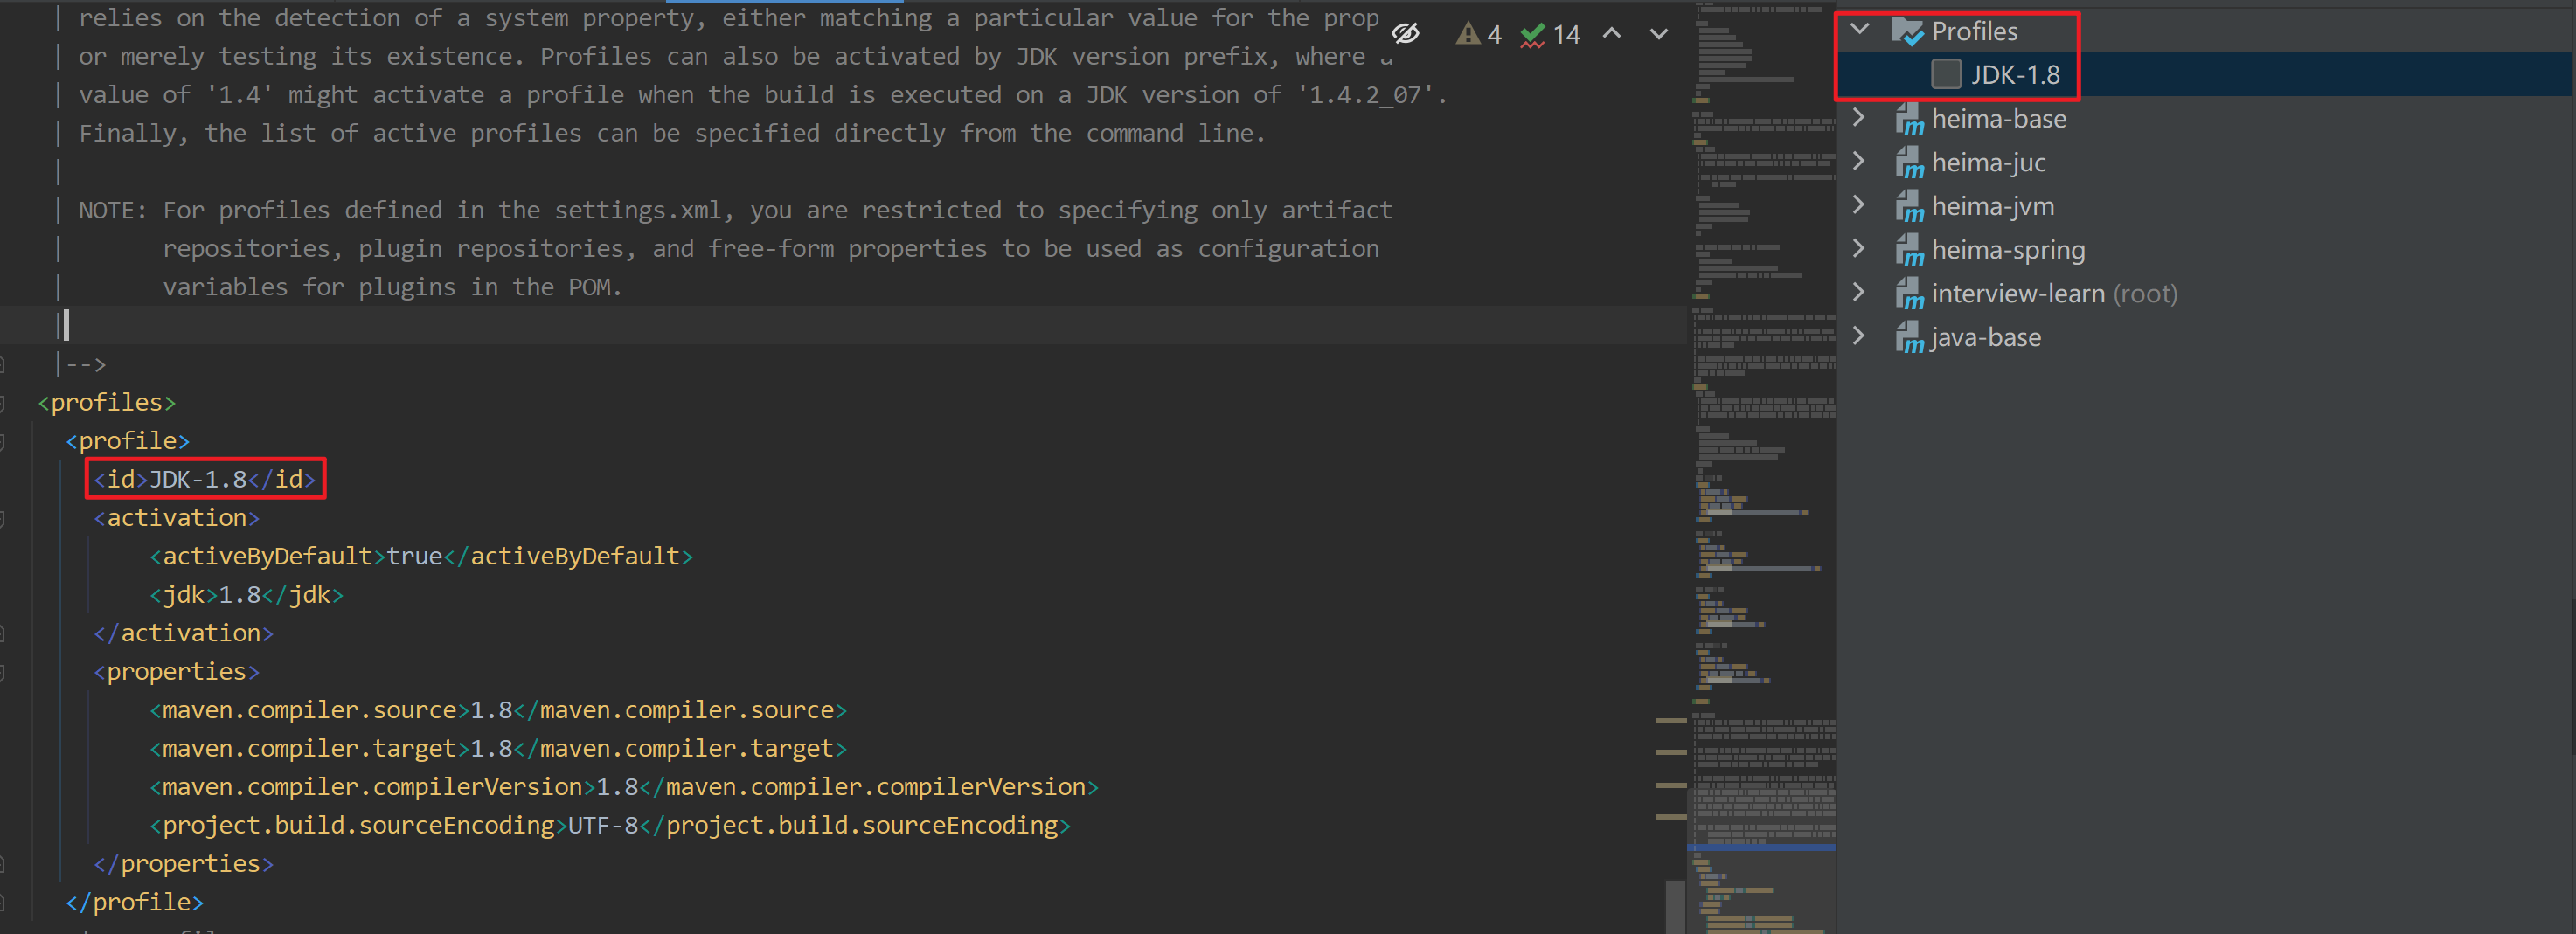 | relies on the detection of a system property, either matching a particular value for the prop
| or merely testing its existence. Profiles can also be activated by JDK version prefix, where
| value of '1.4' might activate a profile when the build is executed on a JDK version of '1.4.2_07'.
| Finally, the list of active profiles can be specified directly from the command line.
|
| NOTE: For profiles defined in the settings.xml, you are restricted to specifying only artifact
|       repositories, plugin repositories, and free-form properties to be used as configuration
|       variables for plugins in the POM.
|
|-->
<profiles>
<profile>
<id>JDK-1.8</id>
<activation>
<activeByDefault>true</activeByDefault>
<jdk>1.8</jdk>
</activation>
<properties>
<maven.compiler.source>1.8</maven.compiler.source>
<maven.compiler.target>1.8</maven.compiler.target>
<maven.compiler.compilerVersion>1.8</maven.compiler.compilerVersion>
<project.build.sourceEncoding>UTF-8</project.build.sourceEncoding>
</properties>
</profile>
4 14
Profiles
JDK-1.8
heima-base
heima-juc
heima-jvm
heima-spring
interview-learn (root)
java-base